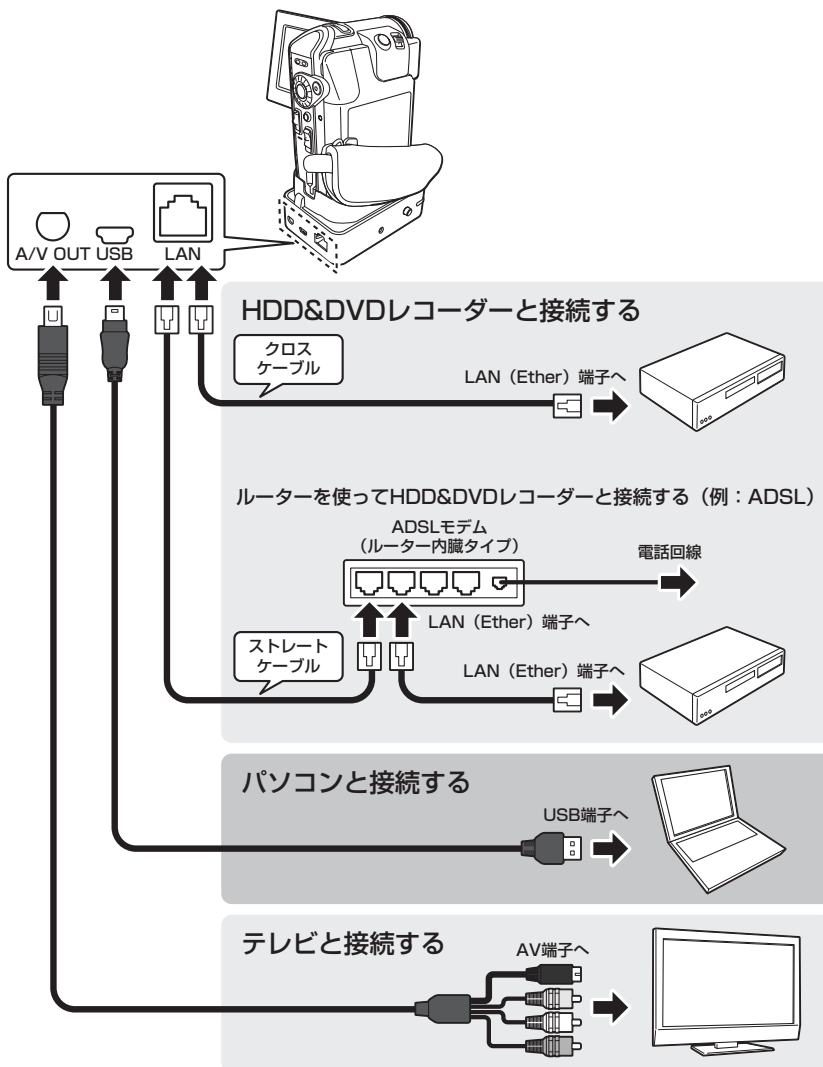 A/V OUT USB LAN
HDD&DVDレコーダーと接続する
クロス
ケーブル
LAN（Ether）端子へ
ルーターを使ってHDD&DVDレコーダーと接続する（例：ADSL）
ADSLモデム
（ルーター内臓タイプ）
電話回線
LAN（Ether）端子へ
ストレート
ケーブル
LAN（Ether）端子へ
パソコンと接続する
USB端子へ
テレビと接続する
AV端子へ